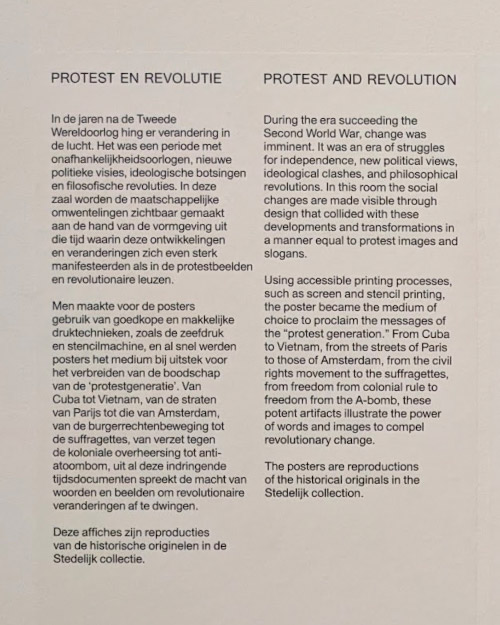 PROTEST EN REVOLUTIE
In de jaren na de Tweede
Wereldoorlog hing er verandering in
de lucht. Het was een periode met
onafhankelijkheidsoorlogen, nieuwe
politieke visies, ideologische botsingen
en filosofische revoluties. In deze
zaal worden de maatschappelijke
omwentelingen zichtbaar gemaakt
aan de hand van de vormgeving uit
die tijd waarin deze ontwikkelingen
en veranderingen zich even sterk
manifesteerden als in de protestbeelden
en revolutionaire leuzen.
Men maakte voor de posters
gebruik van goedkope en makkelijke
druktechnieken, zoals de zeefdruk
en stencilmachine, en al snel werden
posters het medium bij uitstek voor
het verbreiden van de boodschap
van de ‘protestgeneratie’. Van
Cuba tot Vietnam, van de straten
van Parijs tot die van Amsterdam,
van de burgerrechtenbeweging tot
de suffragettes, van verzet tegen
de koloniale overheersing tot anti-
atoombom, uit al deze indringende
tijdsdocumenten spreekt de macht van
woorden en beelden om revolutionaire
veranderingen af te dwingen.
Deze affiches zijn reproducties
van de historische originelen in de
Stedelijk collectie.
PROTEST AND REVOLUTION
During the era succeeding the
Second World War, change was
imminent. It was an era of struggles
for independence, new political views,
ideological clashes, and philosophical
revolutions. In this room the social
changes are made visible through
design that collided with these
developments and transformations in
a manner equal to protest images and
slogans.
Using accessible printing processes,
such as screen and stencil printing,
the poster became the medium of
choice to proclaim the messages of
the “protest generation.” From Cuba
to Vietnam, from the streets of Paris
to those of Amsterdam, from the civil
rights movement to the suffragettes,
from freedom from colonial rule to
freedom from the A-bomb, these
potent artifacts illustrate the power
of words and images to compel
revolutionary change.
The posters are reproductions
of the historical originals in the
Stedelijk collection.